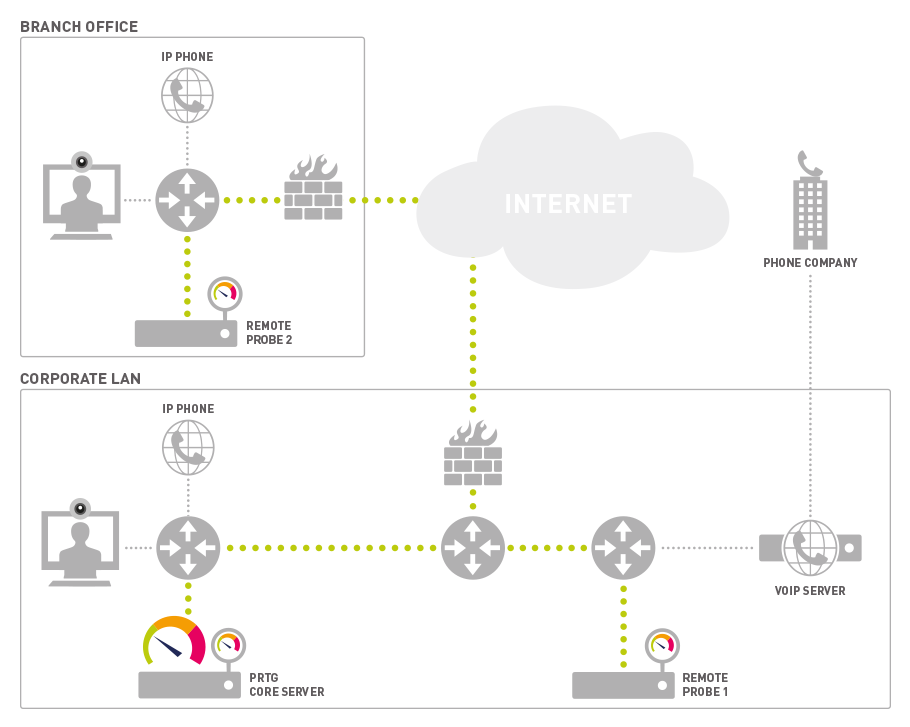 BRANCH OFFICE
IP PHONE
INTERNET
PHONE COMPANY
REMOTE
PROBE 2
CORPORATE LAN
IP PHONE
VOIP SERVER
PRTG
CORE SERVER
REMOTE
PROBE 1